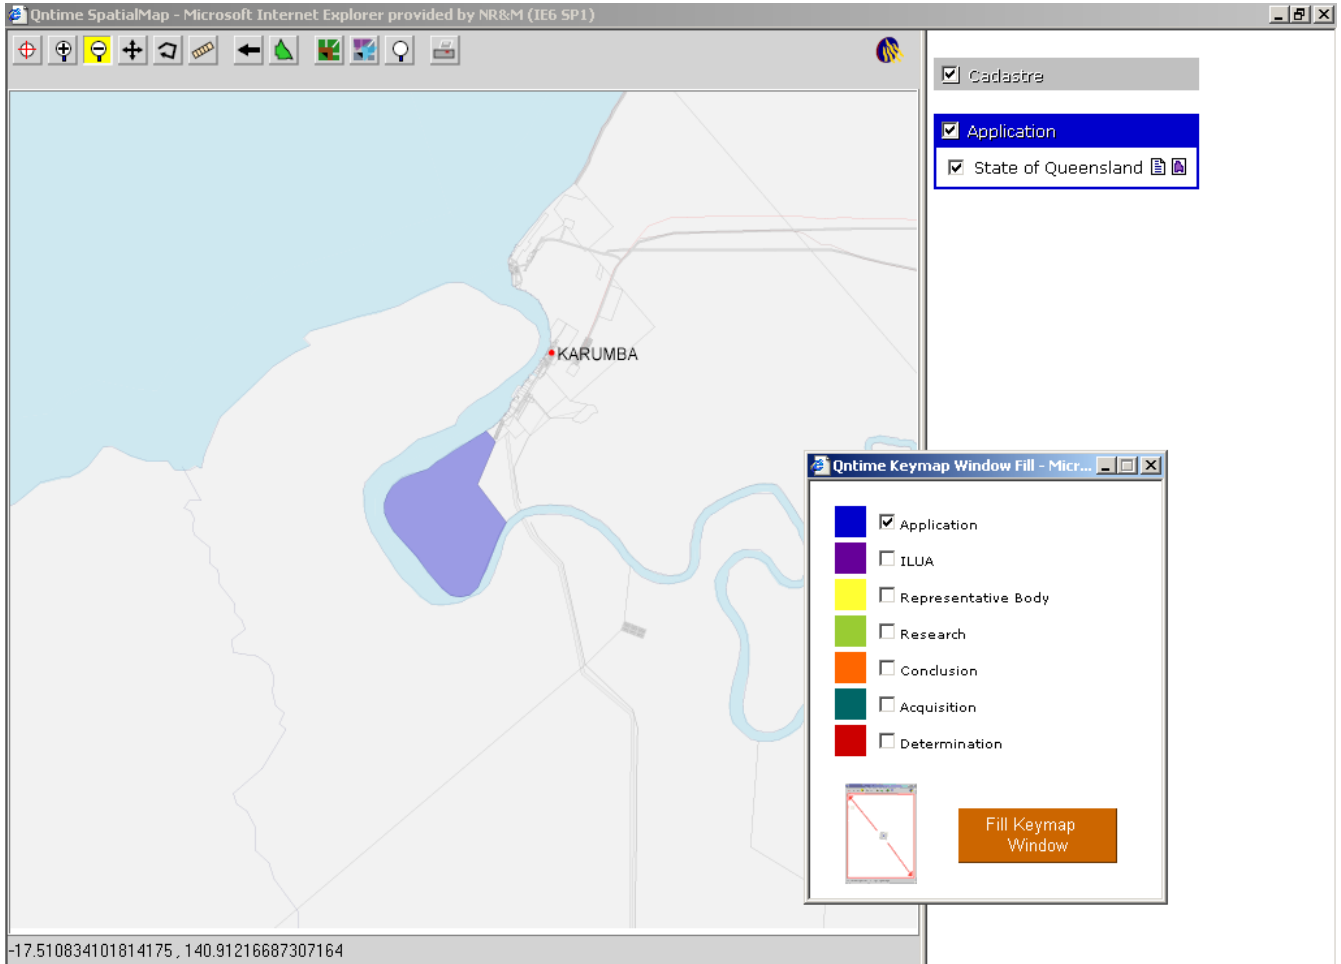 Qntime SpatialMap - Microsoft Internet Explorer provided by NR&M (IE6 SP1)
Cadastre
Application
State of Queensland
KARUMBA
Qntime Keymap Window Fill - Micr...
Application
ILUA
Representative Body
Research
Conclusion
Acquisition
Determination
Fill Keymap
Window
-17.510834101814175 , 140.91216687307164